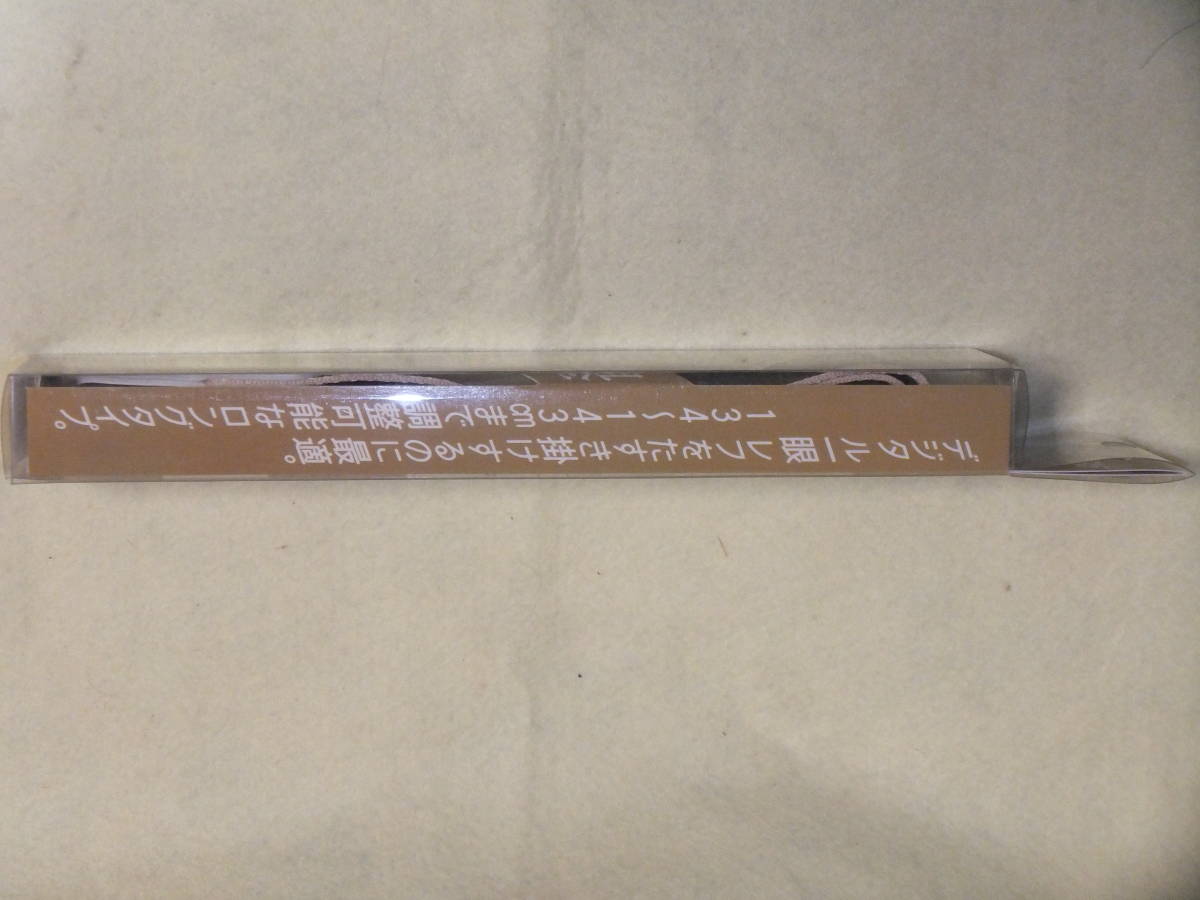 デジタル一眼レフをたすき掛けするのに最適。
134〜143㎝まで調整可能なロングタイプ。